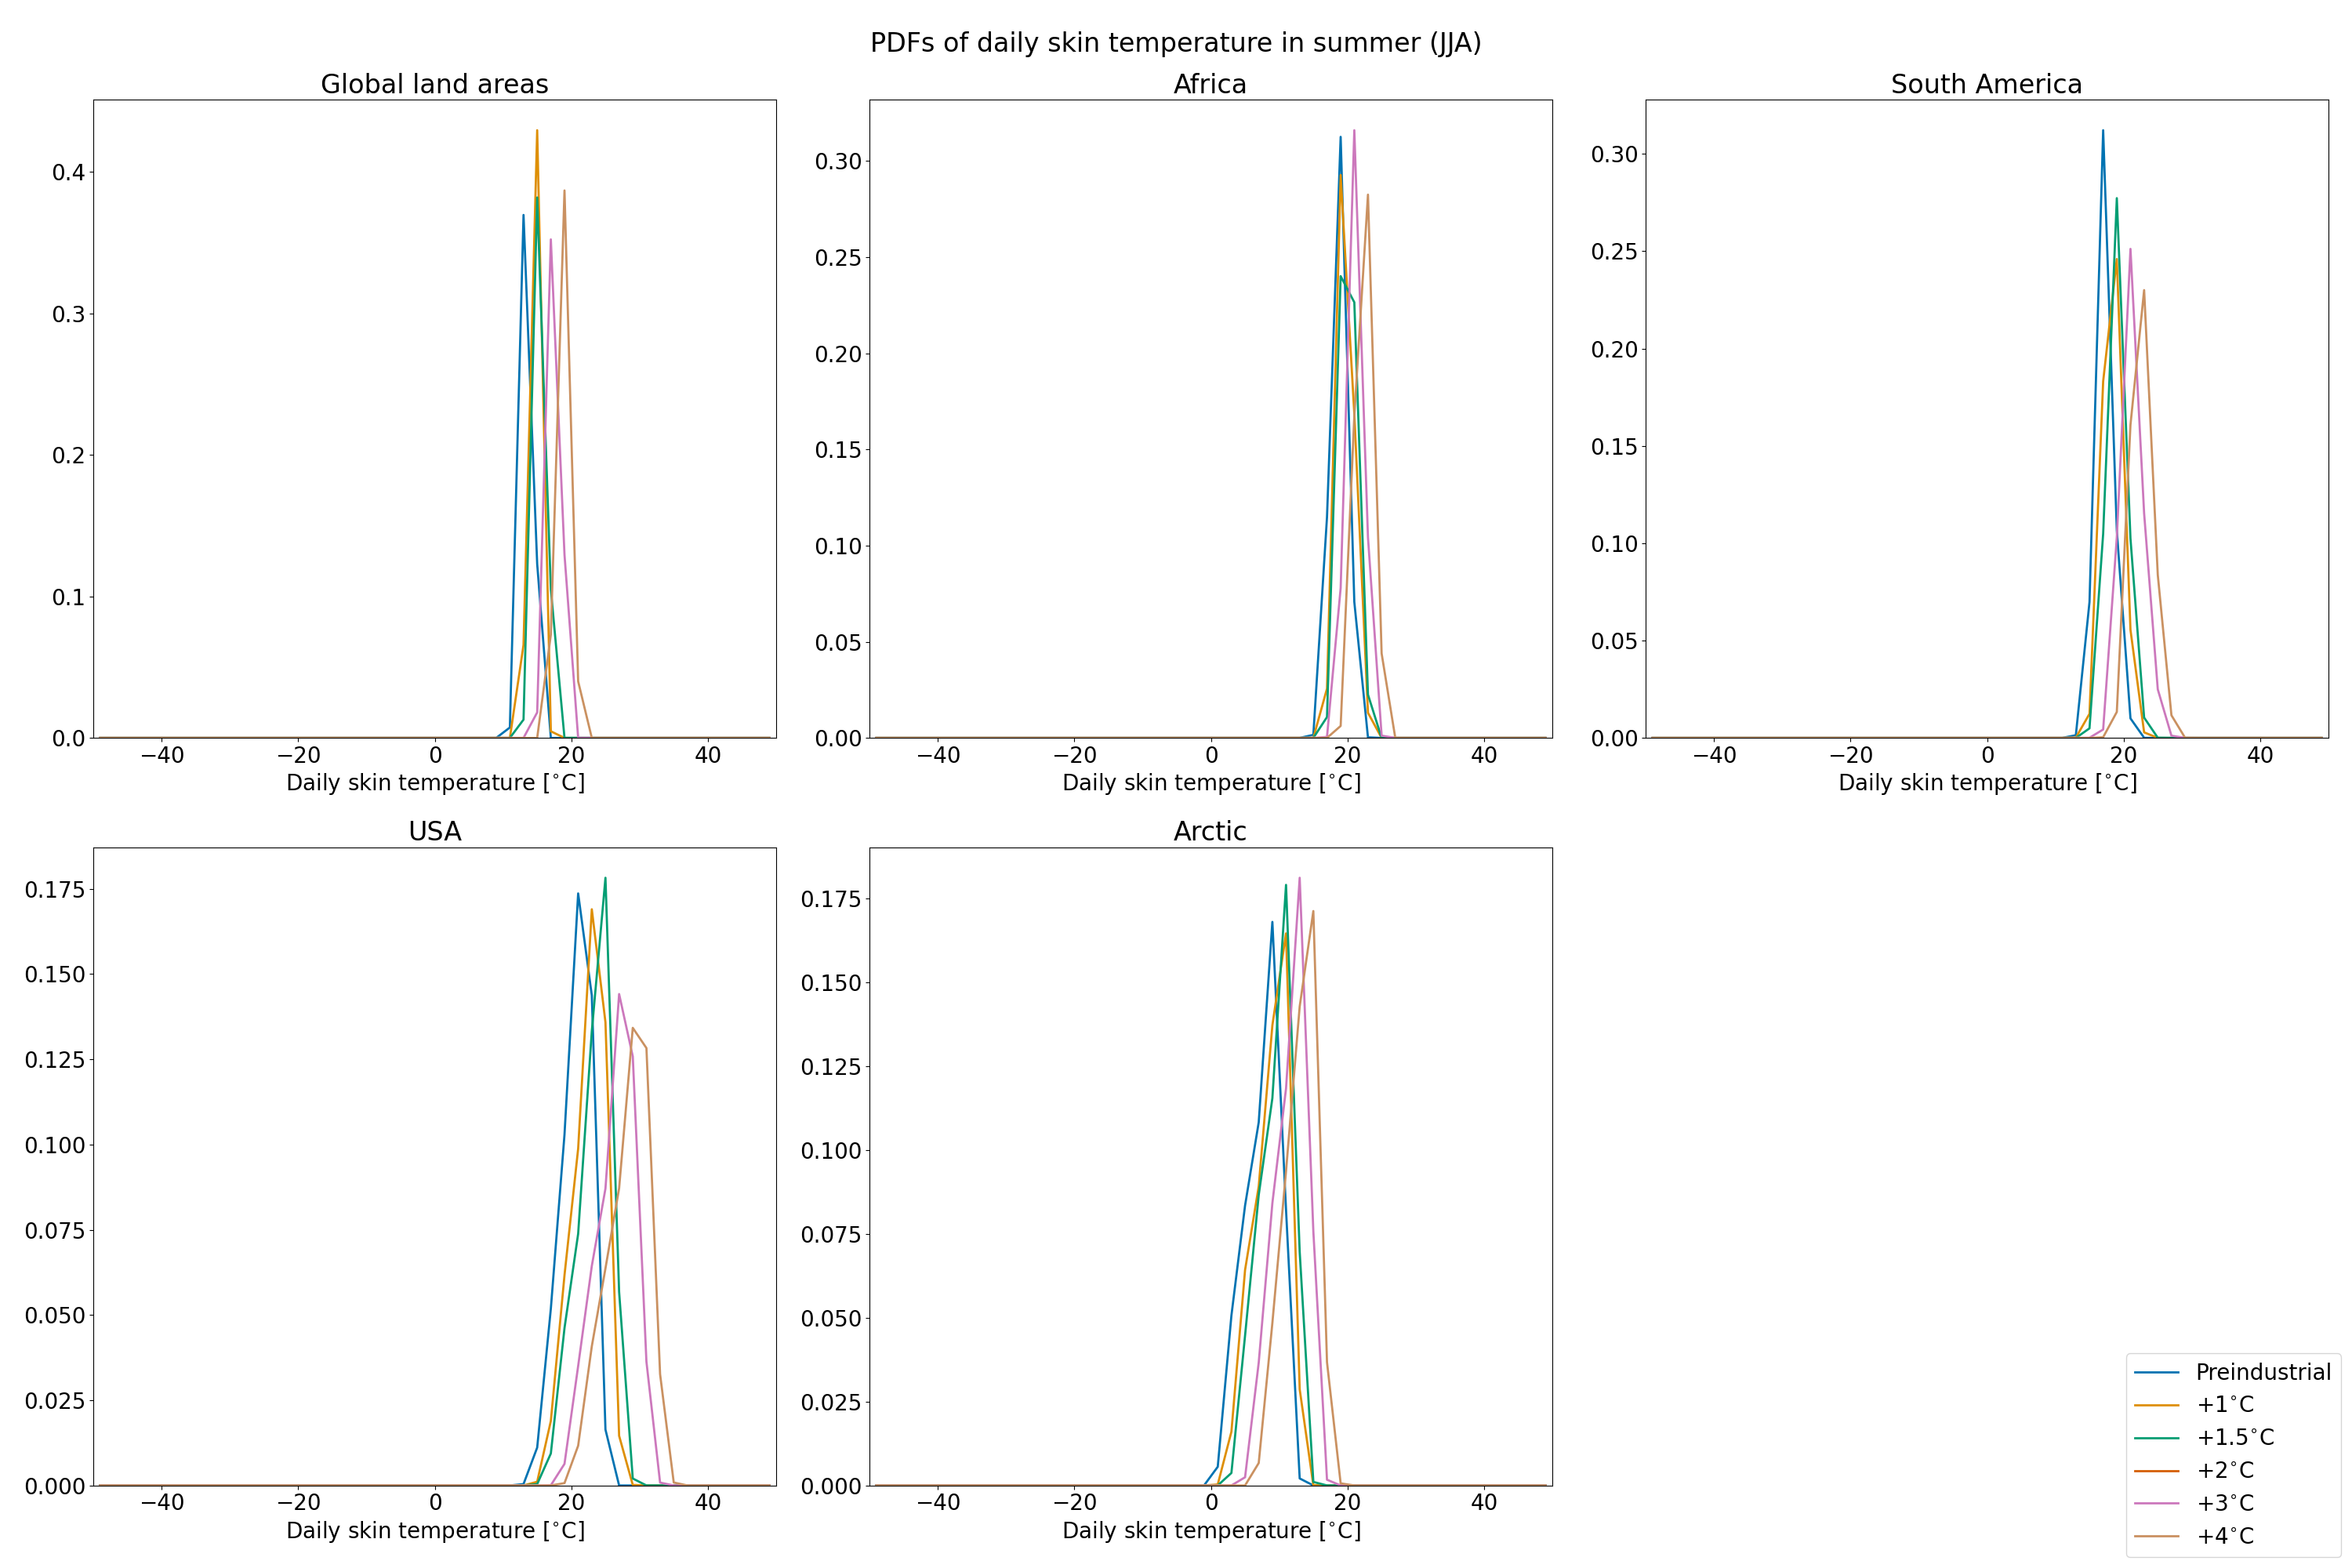 PDFs of daily skin temperature in summer (JJA)
Global land areas
0.4
0.3
0.2
0.1
0.0
−40 −20 0 20 40
Daily skin temperature [°C]
Africa
0.30
0.25
0.20
0.15
0.10
0.05
0.00
−40 −20 0 20 40
Daily skin temperature [°C]
South America
0.30
0.25
0.20
0.15
0.10
0.05
0.00
−40 −20 0 20 40
Daily skin temperature [°C]
USA
0.175
0.150
0.125
0.100
0.075
0.050
0.025
0.000
−40 −20 0 20 40
Daily skin temperature [°C]
Arctic
0.175
0.150
0.125
0.100
0.075
0.050
0.025
0.000
−40 −20 0 20 40
Daily skin temperature [°C]
Preindustrial
+1°C
+1.5°C
+2°C
+3°C
+4°C